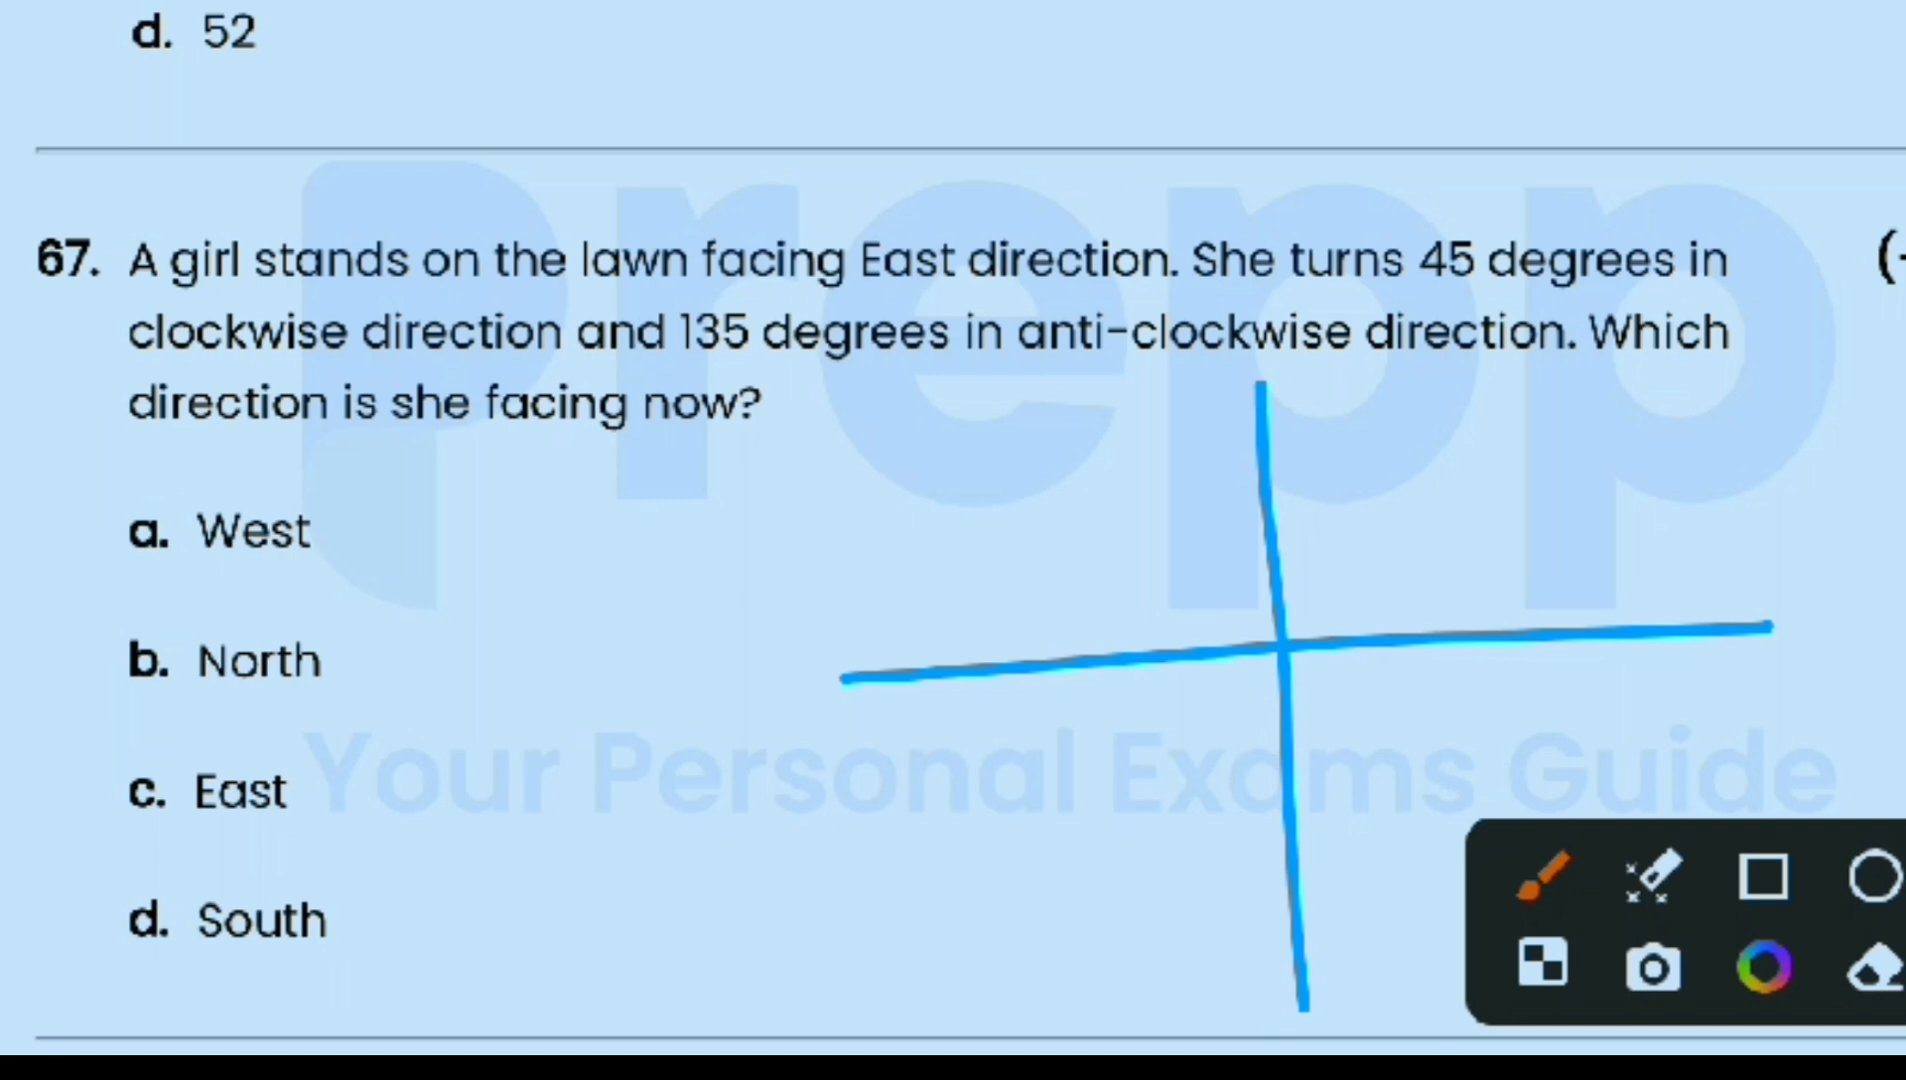 d. 52
67. A girl stands on the lawn facing East direction. She turns 45 degrees in
clockwise direction and 135 degrees in anti-clockwise direction. Which
direction is she facing now?
a. West
b. North
c. East
d. South
Prepp
Your Personal Exams Guide